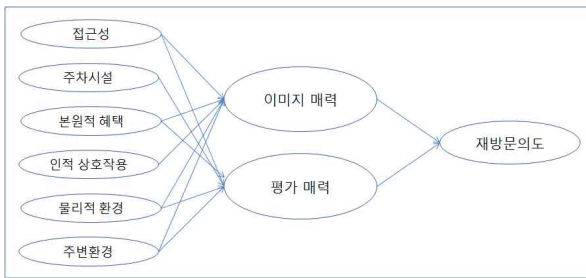 접근성
주차시설
본원적 혜택
인적 상호작용
물리적 환경
주변환경
이미지 매력
평가 매력
재방문의도